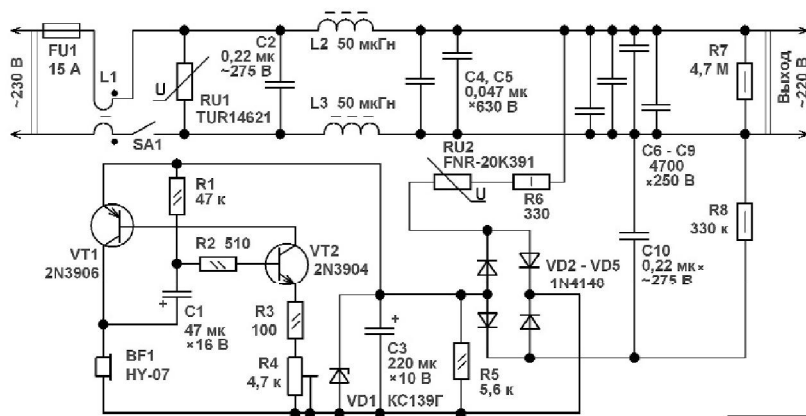 FU1
15 А
~230 В
L1
SA1
U
RU1
TUR14621
C2
0,22 мк
~275 В
L2 50 мкГн
L3 50 мкГн
C4, C5
0,047 мк
×630 В
R7
4,7 М
Выход
~220 В
C6 - C9
4700
×250 В
RU2
FNR-20K391
U
R6
330
R8
330 к
C10
0,22 мк×
~275 В
VD2 - VD5
1N4140
R1
47 к
VT1
2N3906
R2 510
VT2
2N3904
C1
47 мк
×16 В
+
R3
100
R4
4,7 к
BF1
HY-07
VD1 КС139Г
+
C3
220 мк
×10 В
R5
5,6 к